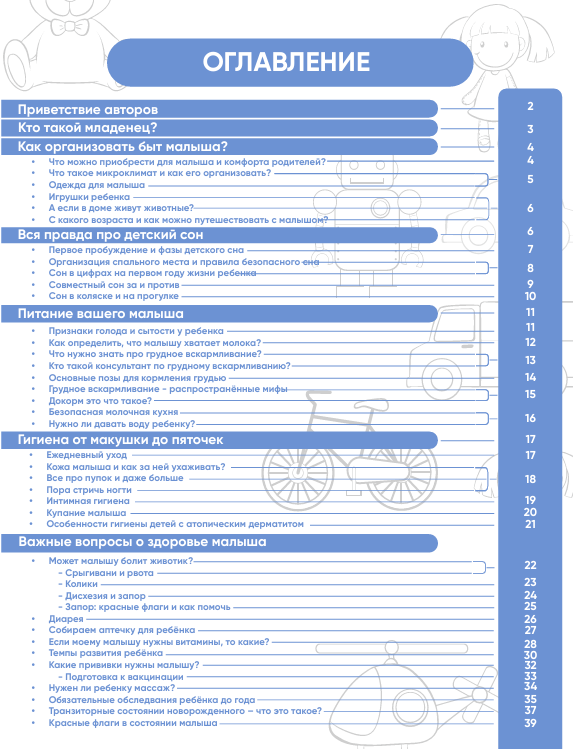 ОГЛАВЛЕНИЕ
Приветствие авторов 2
Кто такой младенец? 3
Как организовать быт малыша? 4
• Что можно приобрести для малыша и комфорта родителей? 4
• Что такое микроклимат и как его организовать?
• Одежда для малыша 5
• Игрушки ребенка
• А если в доме живут животные? 6
• С какого возраста и как можно путешествовать с малышом?
Вся правда про детский сон 6
• Первое пробуждение и фазы детского сна 7
• Организация спального места и правила безопасного сна
• Сон в цифрах на первом году жизни ребенка 8
• Совместный сон за и против 9
• Сон в коляске и на прогулке 10
Питание вашего малыша 11
• Признаки голода и сытости у ребенка 11
• Как определить, что малышу хватает молока? 12
• Что нужно знать про грудное вскармливание?
• Кто такой консультант по грудному вскармливанию? 13
• Основные позы для кормления грудью 14
• Грудное вскармливание - распространённые мифы
• Докорм это что такое? 15
• Безопасная молочная кухня
• Нужно ли давать воду ребенку? 16
Гигиена от макушки до пяточек 17
• Ежедневный уход 17
• Кожа малыша и как за ней ухаживать?
• Все про пупок и даже больше 18
• Пора стричь ногти
• Интимная гигиена 19
• Купание малыша 20
• Особенности гигиены детей с атопическим дерматитом 21
Важные вопросы о здоровье малыша
• Может малышу болит животик? 22
- Срыгивани и рвота
- Колики 23
- Дисхезия и запор 24
- Запор: красные флаги и как помочь 25
• Диарея 26
• Собираем аптечку для ребёнка 27
• Если моему малышу нужны витамины, то какие? 28
• Темпы развития ребёнка 30
• Какие прививки нужны малышу? 32
- Подготовка к вакцинации 33
• Нужен ли ребенку массаж? 34
• Обязательные обследования ребёнка до года 35
• Транзиторные состоянии новорожденного – что это такое? 37
• Красные флаги в состоянии малыша 39